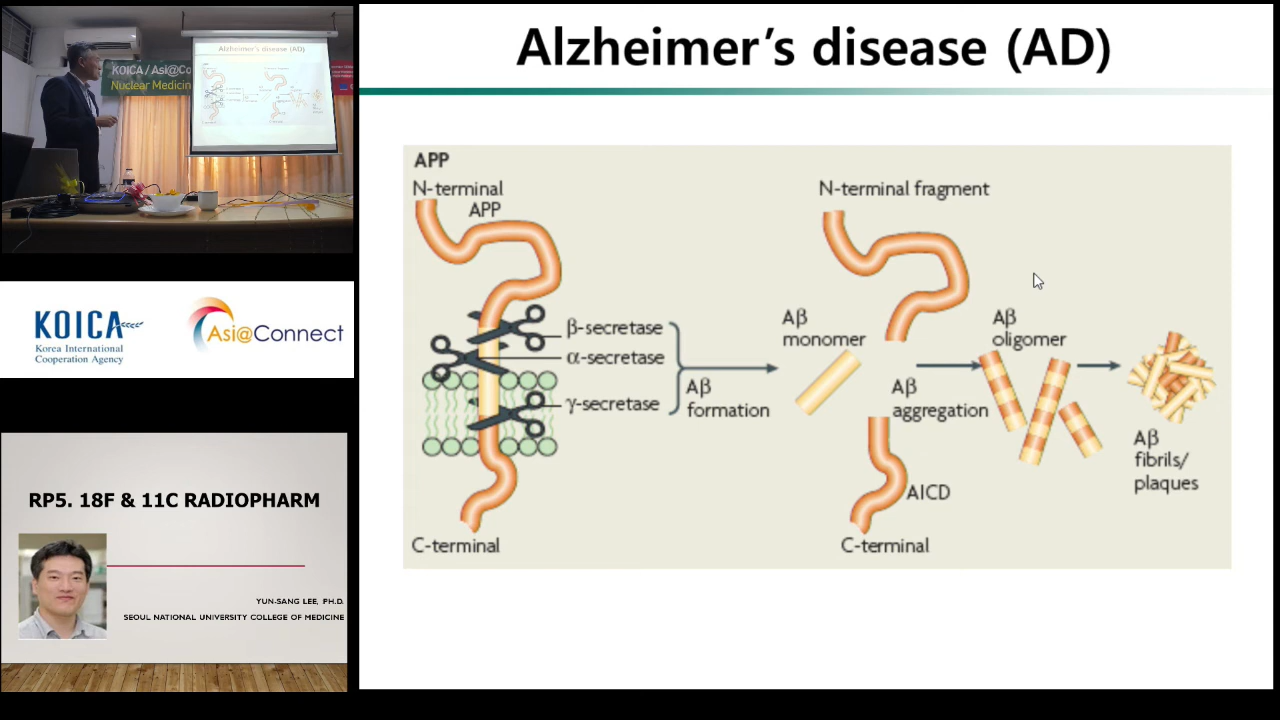 KOICA / Asi@Co
Nuclear Medicin
Alzheimer's disease (AD)
KOICA
Korea International
Cooperation Agency
Asi@Connect
RP5. 18F & 11C RADIOPHARM
YUN-SANG LEE, PH.D.
SEOUL NATIONAL UNIVERSITY COLLEGE OF MEDICINE
Alzheimer's disease (AD)
APP
N-terminal
APP
β-secretase
α-secretase
γ-secretase
C-terminal
Aβ
formation
Aβ
monomer
N-terminal fragment
Aβ
aggregation
AICD
C-terminal
Aβ
oligomer
Aβ
fibrils/
plaques